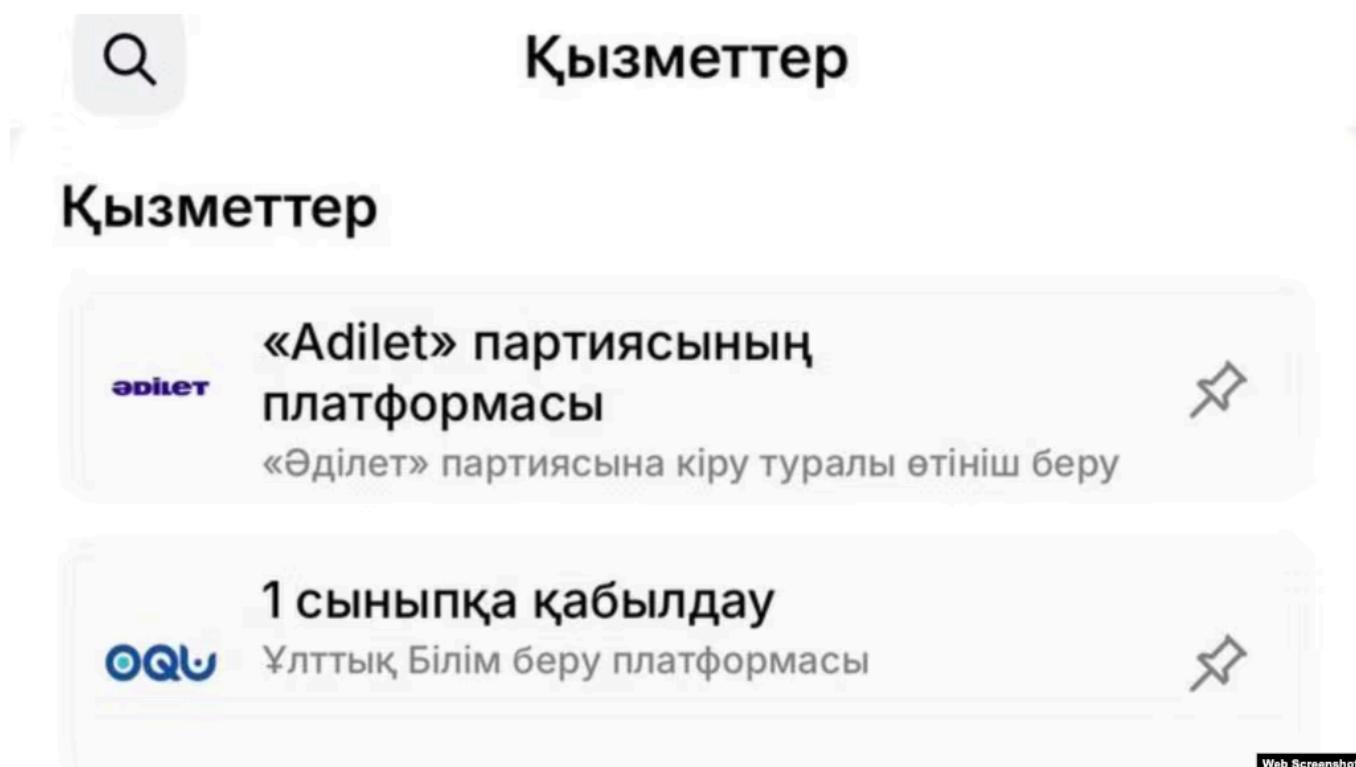 Қызметтер
Қызметтер
«Adilet» партиясының
платформасы
әділет
«Әділет» партиясына кіру туралы өтініш беру
1 сыныпқа қабылдау
OQU
Ұлттық Білім беру платформасы
Web Screenshot